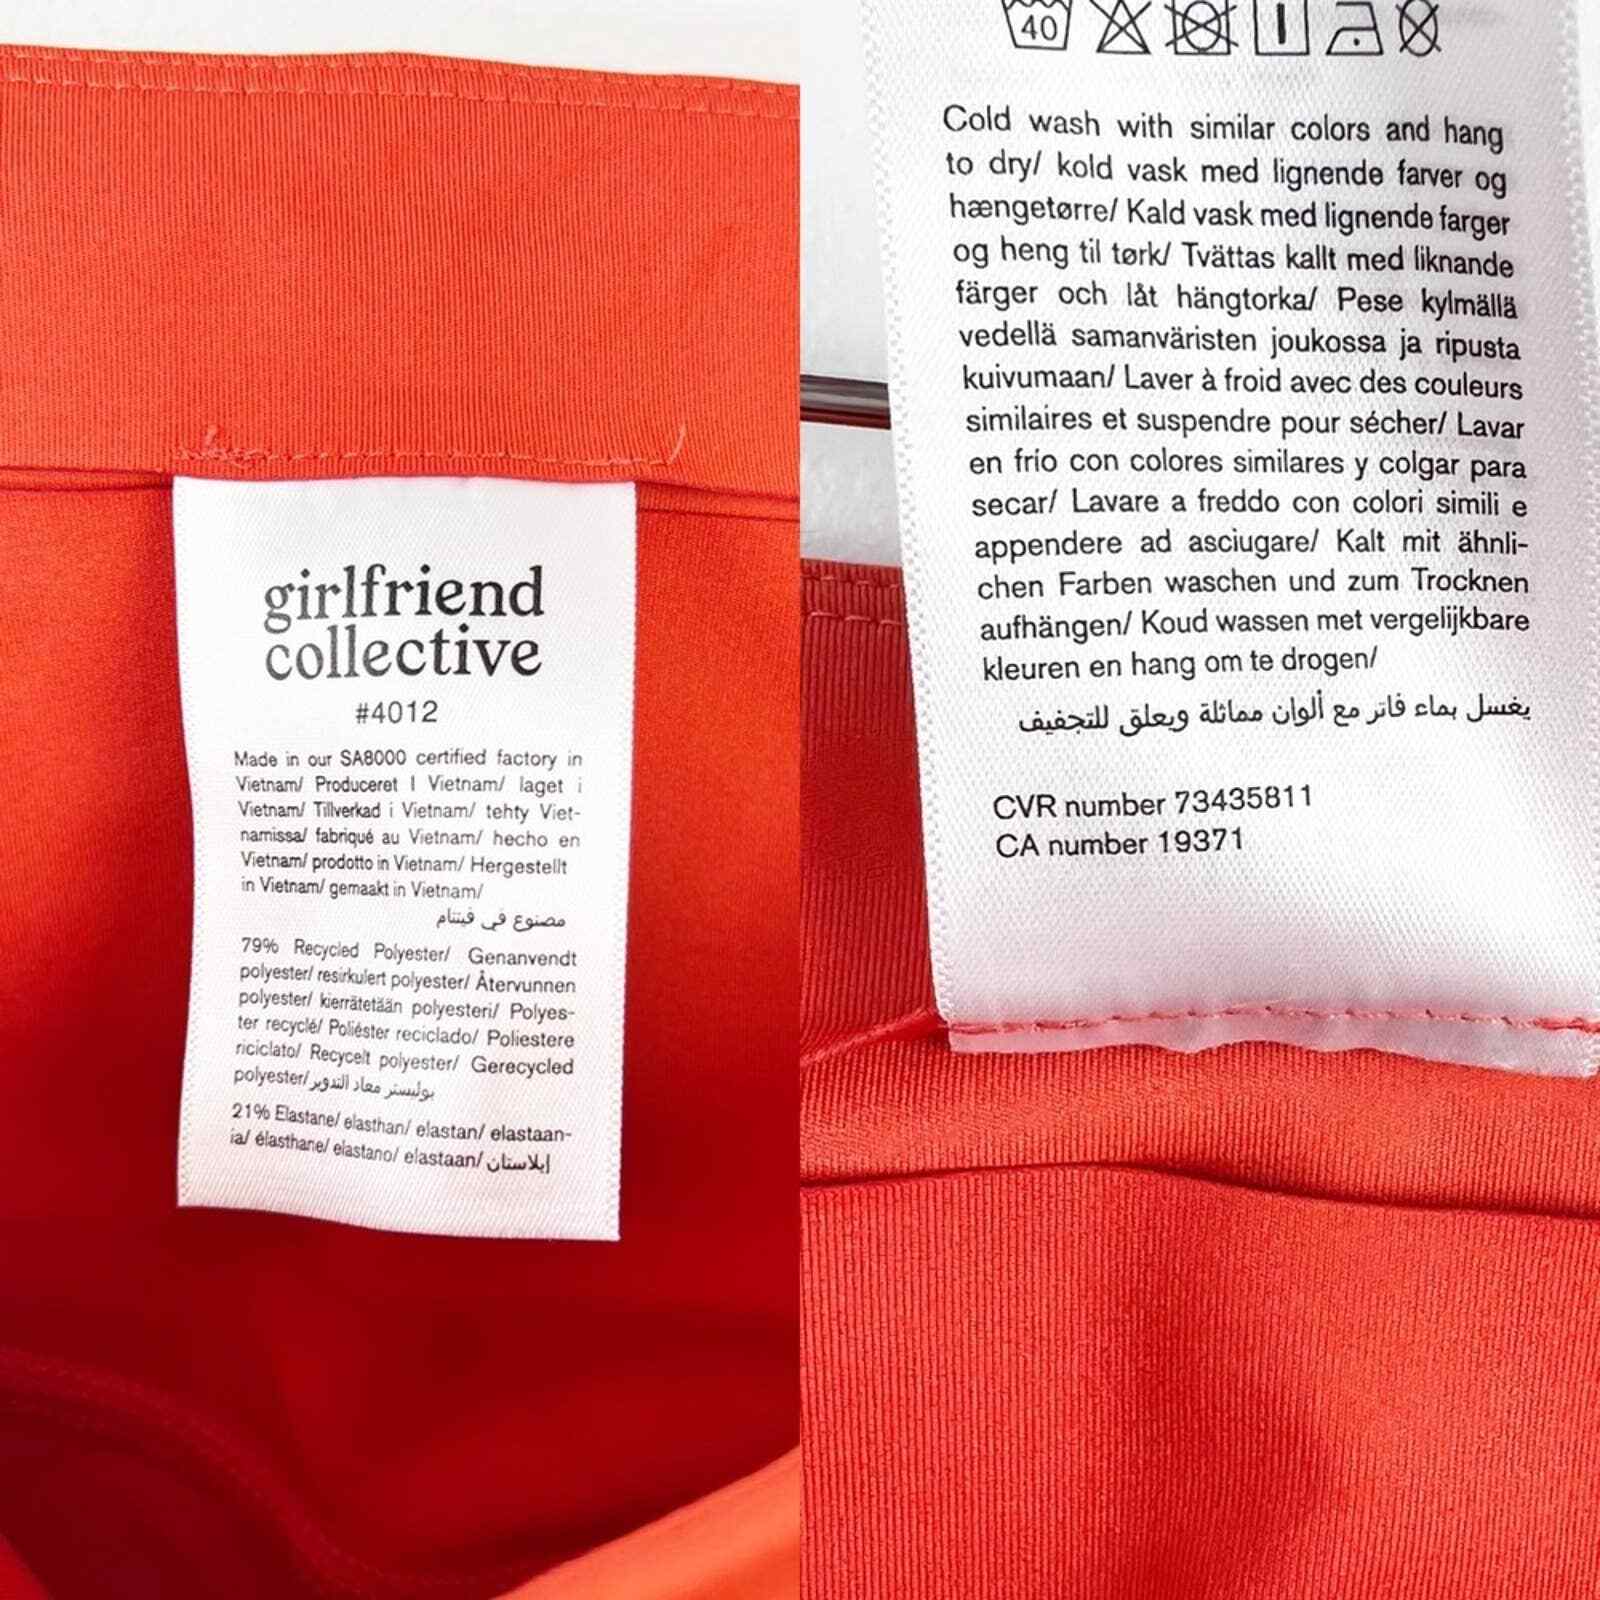 girlfriend
collective
#4012
Made in our SA8000 certified factory in
Vietnam/ Produceret I Vietnam/ laget i
Vietnam/ Tillverkad i Vietnam/ tehty Viet-
namissa/ fabriqué au Vietnam/ hecho en
Vietnam/ prodotto in Vietnam/ Hergestellt
in Vietnam/ gemaakt in Vietnam/
مصنوع في فيتنام
79% Recycled Polyester/ Genanvendt
polyester/ resirkulert polyester/ Återvunnen
polyester/ kierrätetään polyesteri/ Polyes-
ter recyclé/ Poliéster reciclado/ Poliestere
riciclato/ Recycelt polyester/ Gerecycled
polyester/ بوليستر معاد التدوير
21% Elastane/ elasthan/ elastan/ elastaan-
ia/ élasthane/ elastano/ elastaan/ إيلاستان
40
Cold wash with similar colors and hang
to dry/ kold vask med lignende farver og
hængetørre/ Kald vask med lignende farger
og heng til tørk/ Tvättas kallt med liknande
färger och låt hängtorka/ Pese kylmällä
vedellä samanväristen joukossa ja ripusta
kuivumaan/ Laver à froid avec des couleurs
similaires et suspendre pour sécher/ Lavar
en frío con colores similares y colgar para
secar/ Lavare a freddo con colori simili e
appendere ad asciugare/ Kalt mit ähnli-
chen Farben waschen und zum Trocknen
aufhängen/ Koud wassen met vergelijkbare
kleuren en hang om te drogen/
يغسل بماء فاتر مع ألوان مماثلة ويعلق للتجفيف
CVR number 73435811
CA number 19371